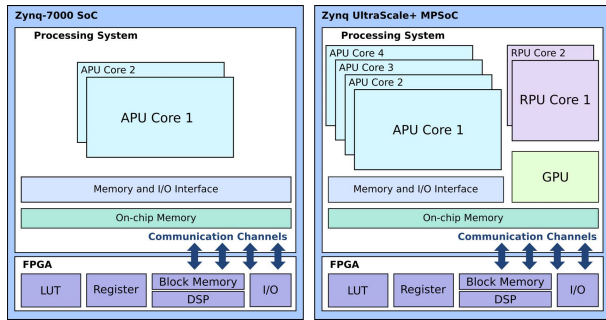 Zynq-7000 SoC
Processing System
APU Core 2
APU Core 1
Memory and I/O Interface
On-chip Memory
Communication Channels
FPGA
LUT
Register
Block Memory
DSP
I/O
Zynq UltraScale+ MPSoC
Processing System
APU Core 4
APU Core 3
APU Core 2
APU Core 1
RPU Core 2
RPU Core 1
GPU
Memory and I/O Interface
On-chip Memory
Communication Channels
FPGA
LUT
Register
Block Memory
DSP
I/O